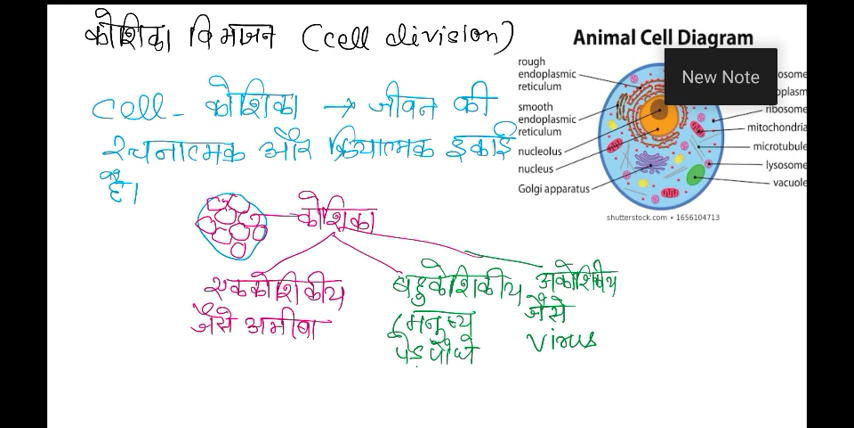 कोशिका विभाजन (cell division)
Cell - कोशिका → जीवन की
रचनात्मक और क्रियात्मक इकाई
है।
कोशिका
एककोशिकीय
जैसे अमीबा
बहुकोशिकीय
(मनुष्य
पेड़ पौधे
अकोशिकीय
जैसे
virus
Animal Cell Diagram
New Note
rough
endoplasmic
reticulum
smooth
endoplasmic
reticulum
nucleolus
nucleus
Golgi apparatus
ribosome
mitochondria
microtubule
lysosome
vacuole
shutterstock.com • 1656104713